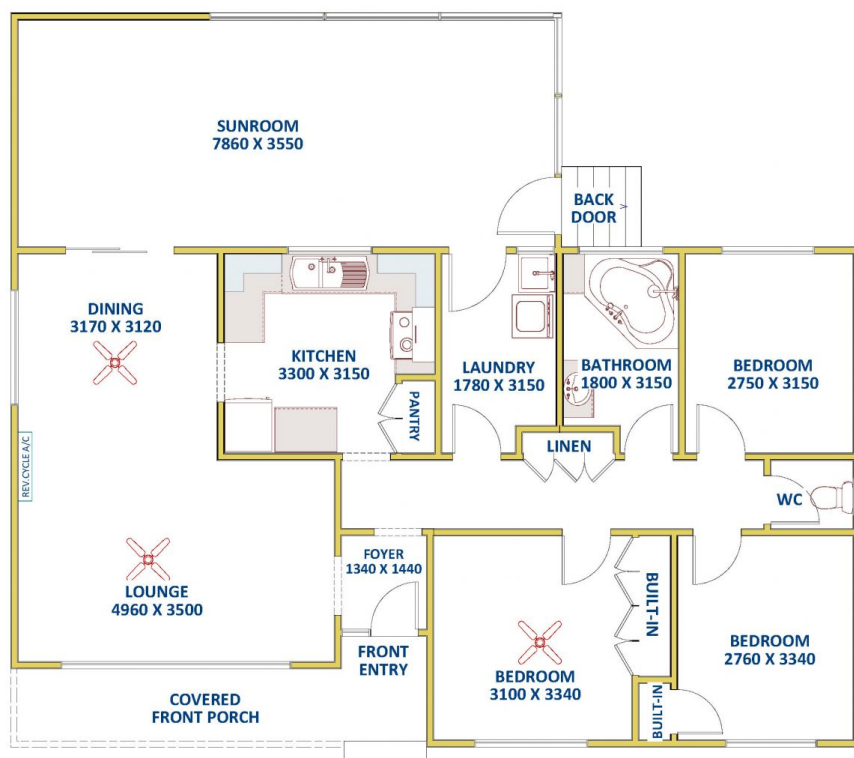 SUNROOM
7860 X 3550
BACK
DOOR
DINING
3170 X 3120
KITCHEN
3300 X 3150
PANTRY
LAUNDRY
1780 X 3150
BATHROOM
1800 X 3150
BEDROOM
2750 X 3150
REV.CYCLE A/C
LINEN
WC
LOUNGE
4960 X 3500
FOYER
1340 X 1440
FRONT
ENTRY
BEDROOM
3100 X 3340
BUILT-IN
BUILT-IN
BEDROOM
2760 X 3340
COVERED
FRONT PORCH